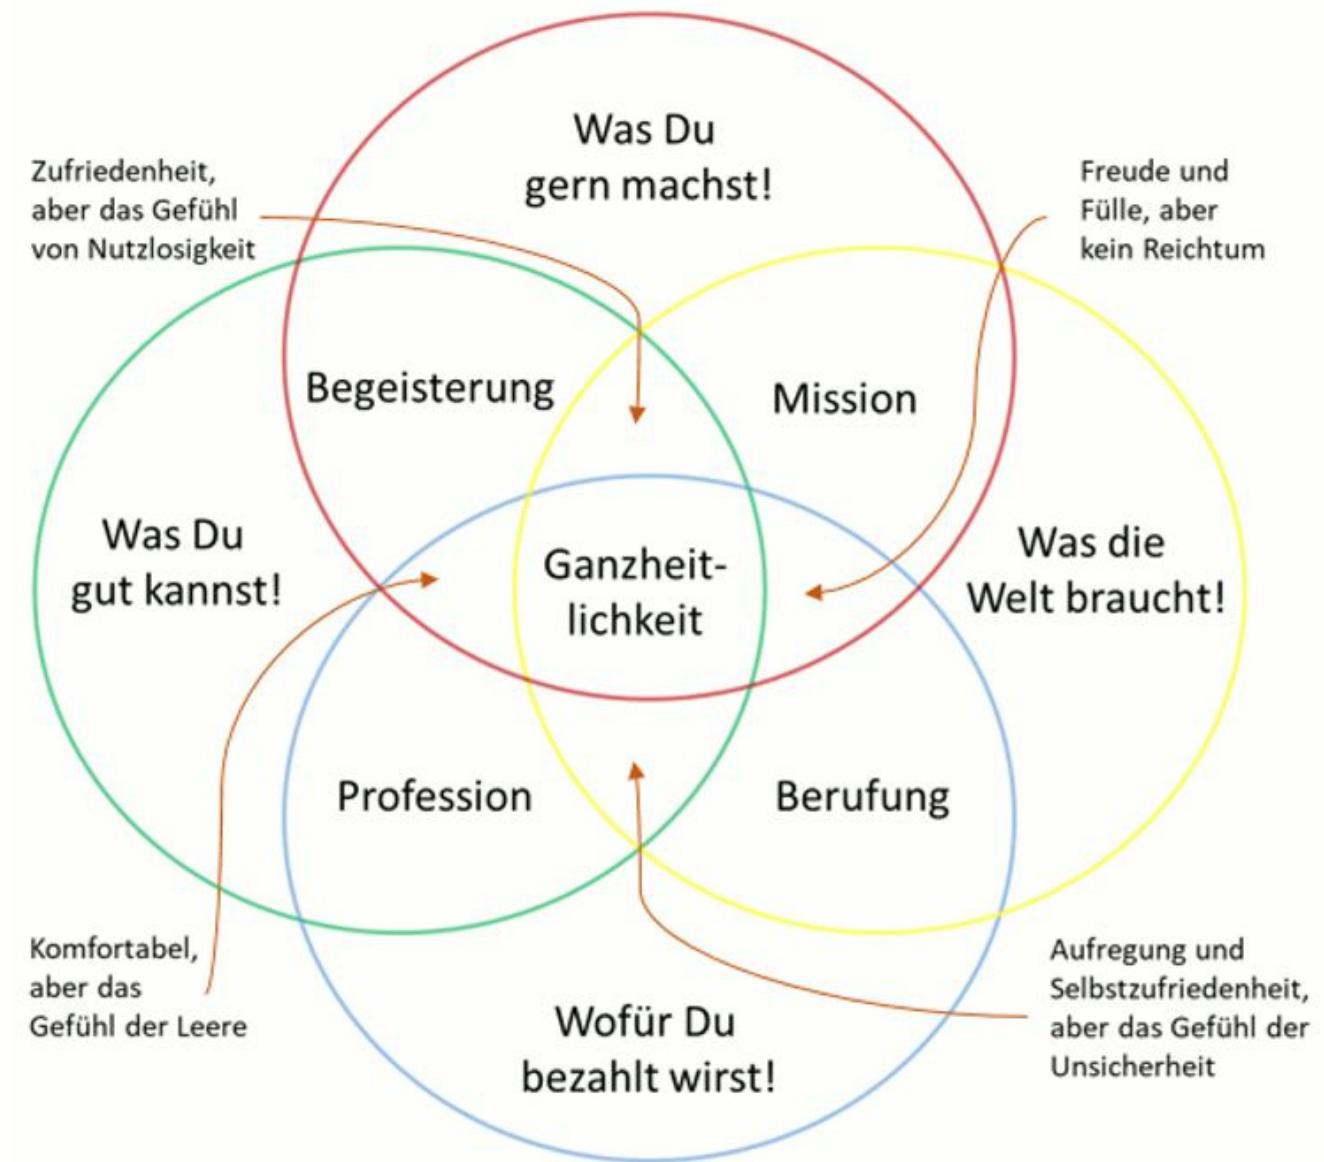 Was Du
gern machst!
Zufriedenheit,
aber das Gefühl
von Nutzlosigkeit
Freude und
Fülle, aber
kein Reichtum
Begeisterung
Mission
Was Du
gut kannst!
Ganzheit-
lichkeit
Was die
Welt braucht!
Profession
Berufung
Komfortabel,
aber das
Gefühl der Leere
Wofür Du
bezahlt wirst!
Aufregung und
Selbstzufriedenheit,
aber das Gefühl der
Unsicherheit